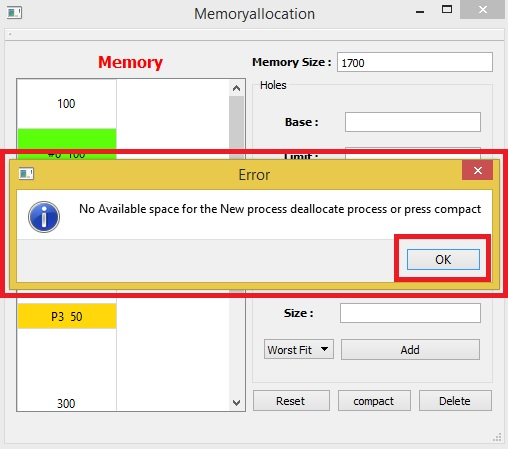 Memoryallocation
Memory
Memory Size : 1700
Holes
100
Base :
#0 100
Limit :
Error
No Available space for the New process deallocate process or press compact
OK
P3 50
Size :
Worst Fit
Add
300
Reset
compact
Delete